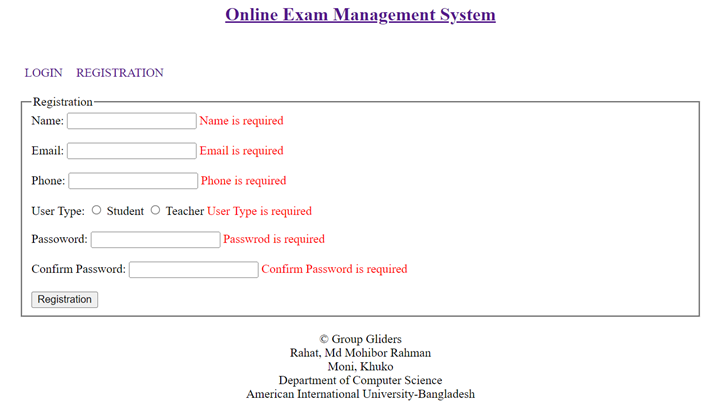 Online Exam Management System
LOGIN REGISTRATION
Registration
Name: Name is required
Email: Email is required
Phone: Phone is required
User Type: Student Teacher User Type is required
Passoword: Passwrod is required
Confirm Password: Confirm Password is required
Registration
© Group Gliders
Rahat, Md Mohibor Rahman
Moni, Khuko
Department of Computer Science
American International University-Bangladesh